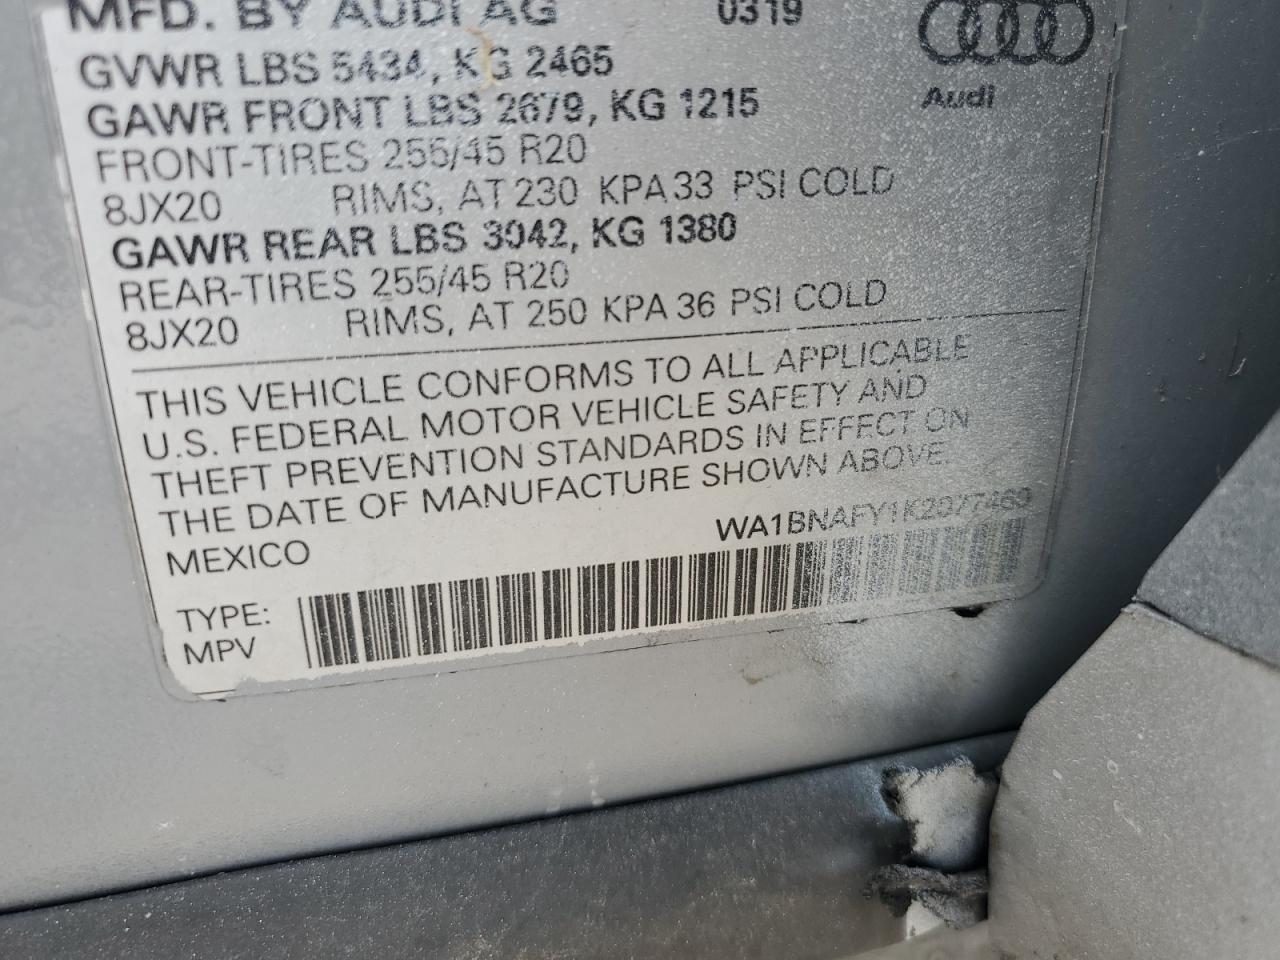 MFD. BY AUDI AG 0319
GVWR LBS 5434, KG 2465
GAWR FRONT LBS 2679, KG 1215
Audi
FRONT-TIRES 255/45 R20
8JX20 RIMS, AT 230 KPA 33 PSI COLD
GAWR REAR LBS 3042, KG 1380
REAR-TIRES 255/45 R20
8JX20 RIMS, AT 250 KPA 36 PSI COLD
THIS VEHICLE CONFORMS TO ALL APPLICABLE
U.S. FEDERAL MOTOR VEHICLE SAFETY AND
THEFT PREVENTION STANDARDS IN EFFECT ON
THE DATE OF MANUFACTURE SHOWN ABOVE.
MEXICO WA1BNAFY1K2077460
TYPE:
MPV